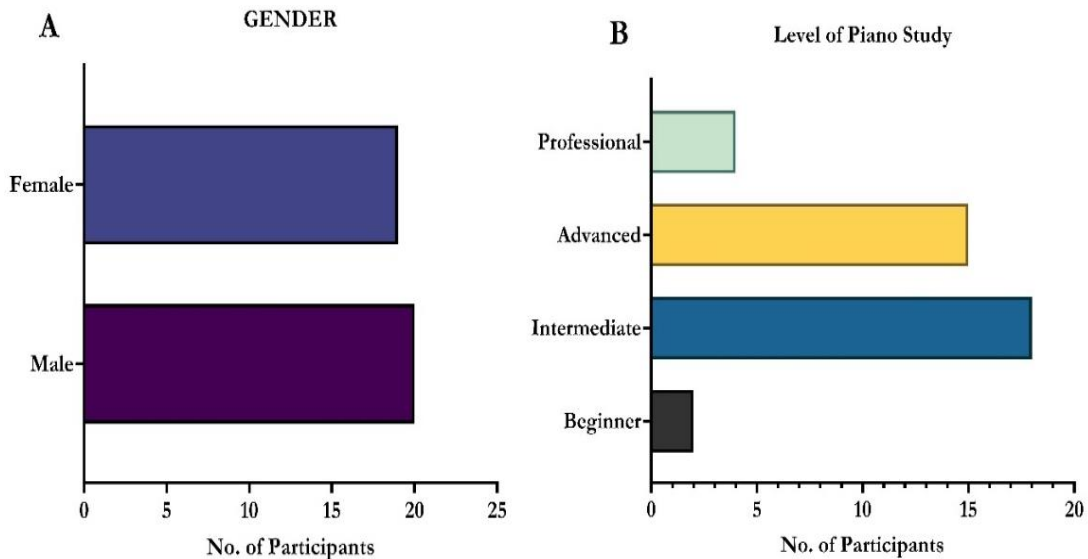 A
GENDER
Female
Male
0 5 10 15 20 25
No. of Participants
B
Level of Piano Study
Professional
Advanced
Intermediate
Beginner
0 5 10 15 20
No. of Participants